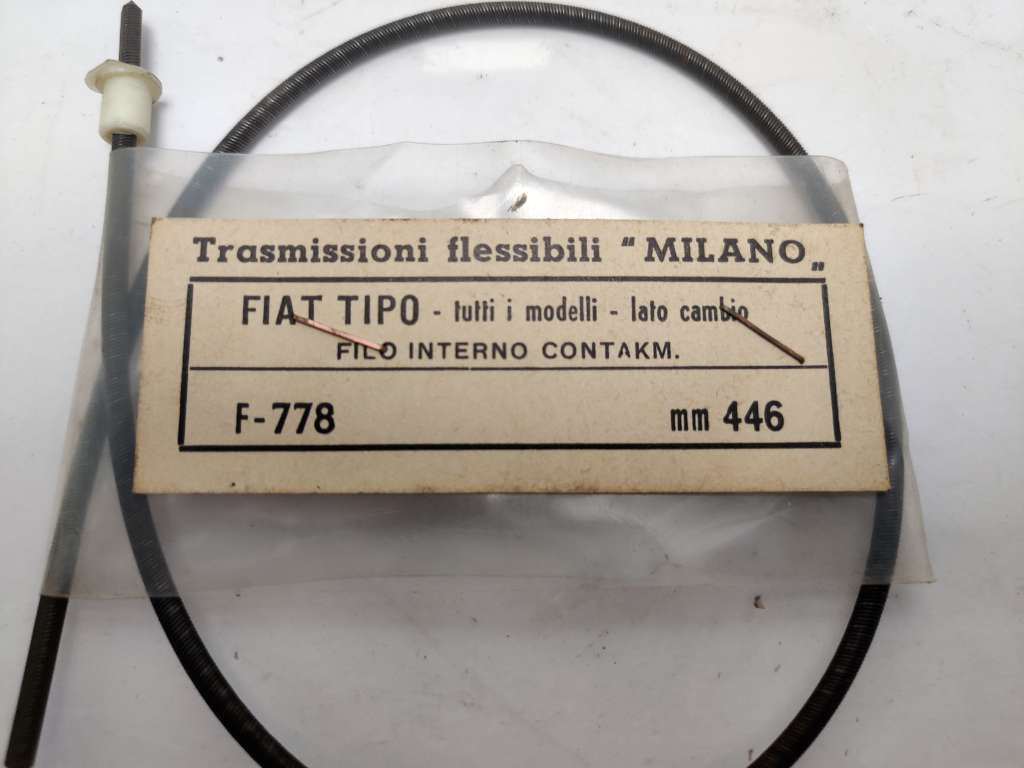 Trasmissioni flessibili "MILANO„
FIAT TIPO - tutti i modelli - lato cambio
FILO INTERNO CONTAKM.
F-778 mm 446